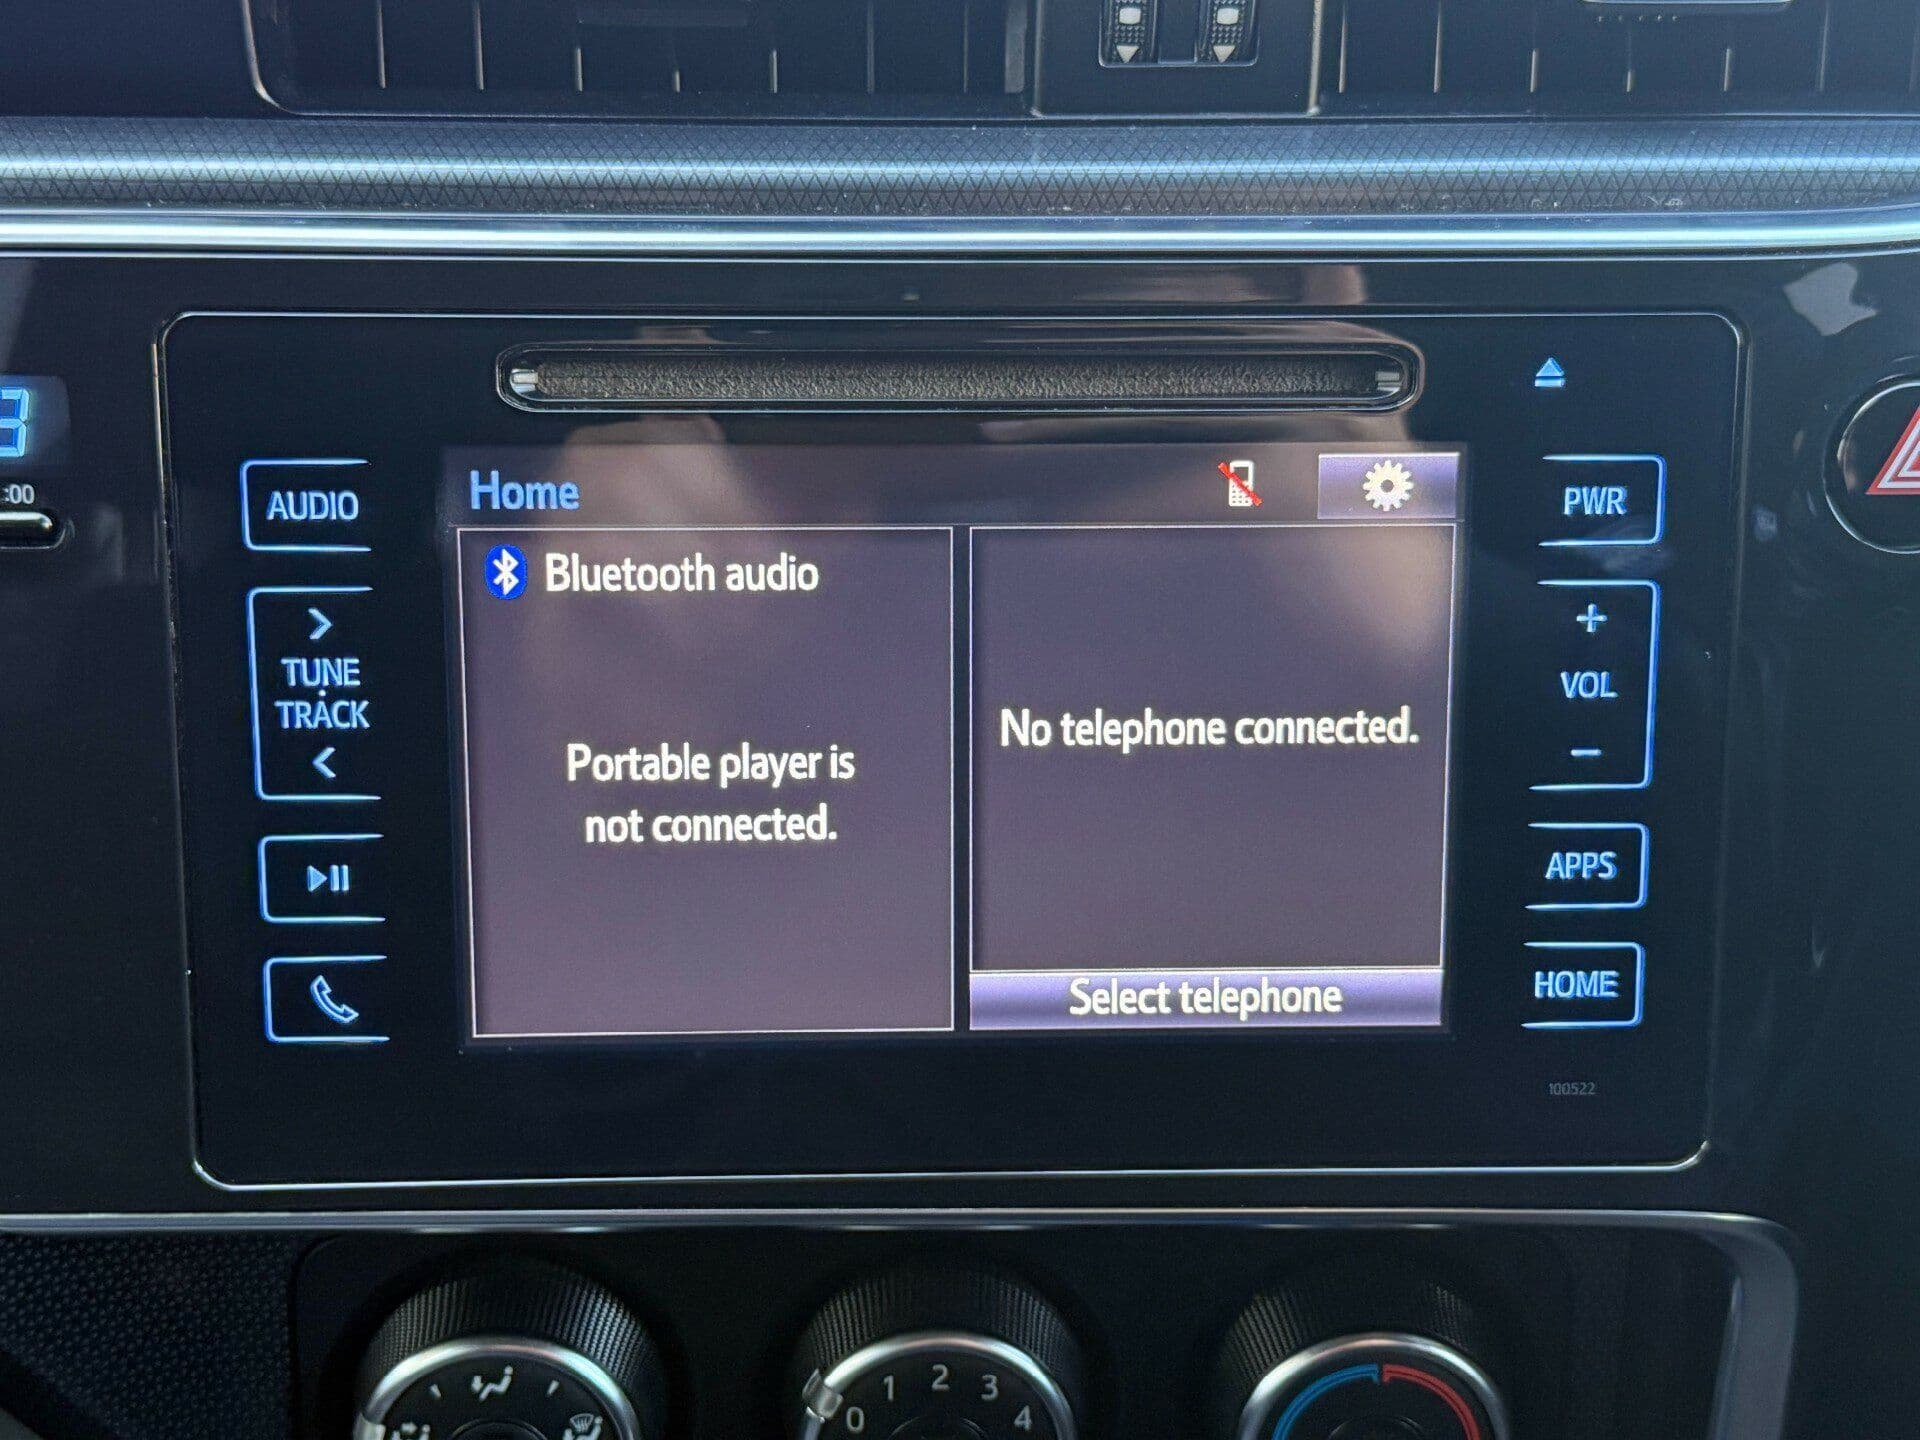 :00
AUDIO
Home
PWR
Bluetooth audio
TUNE
TRACK
Portable player is
not connected.
No telephone connected.
+
VOL
-
APPS
Select telephone
HOME
100522
0 1 2 3 4